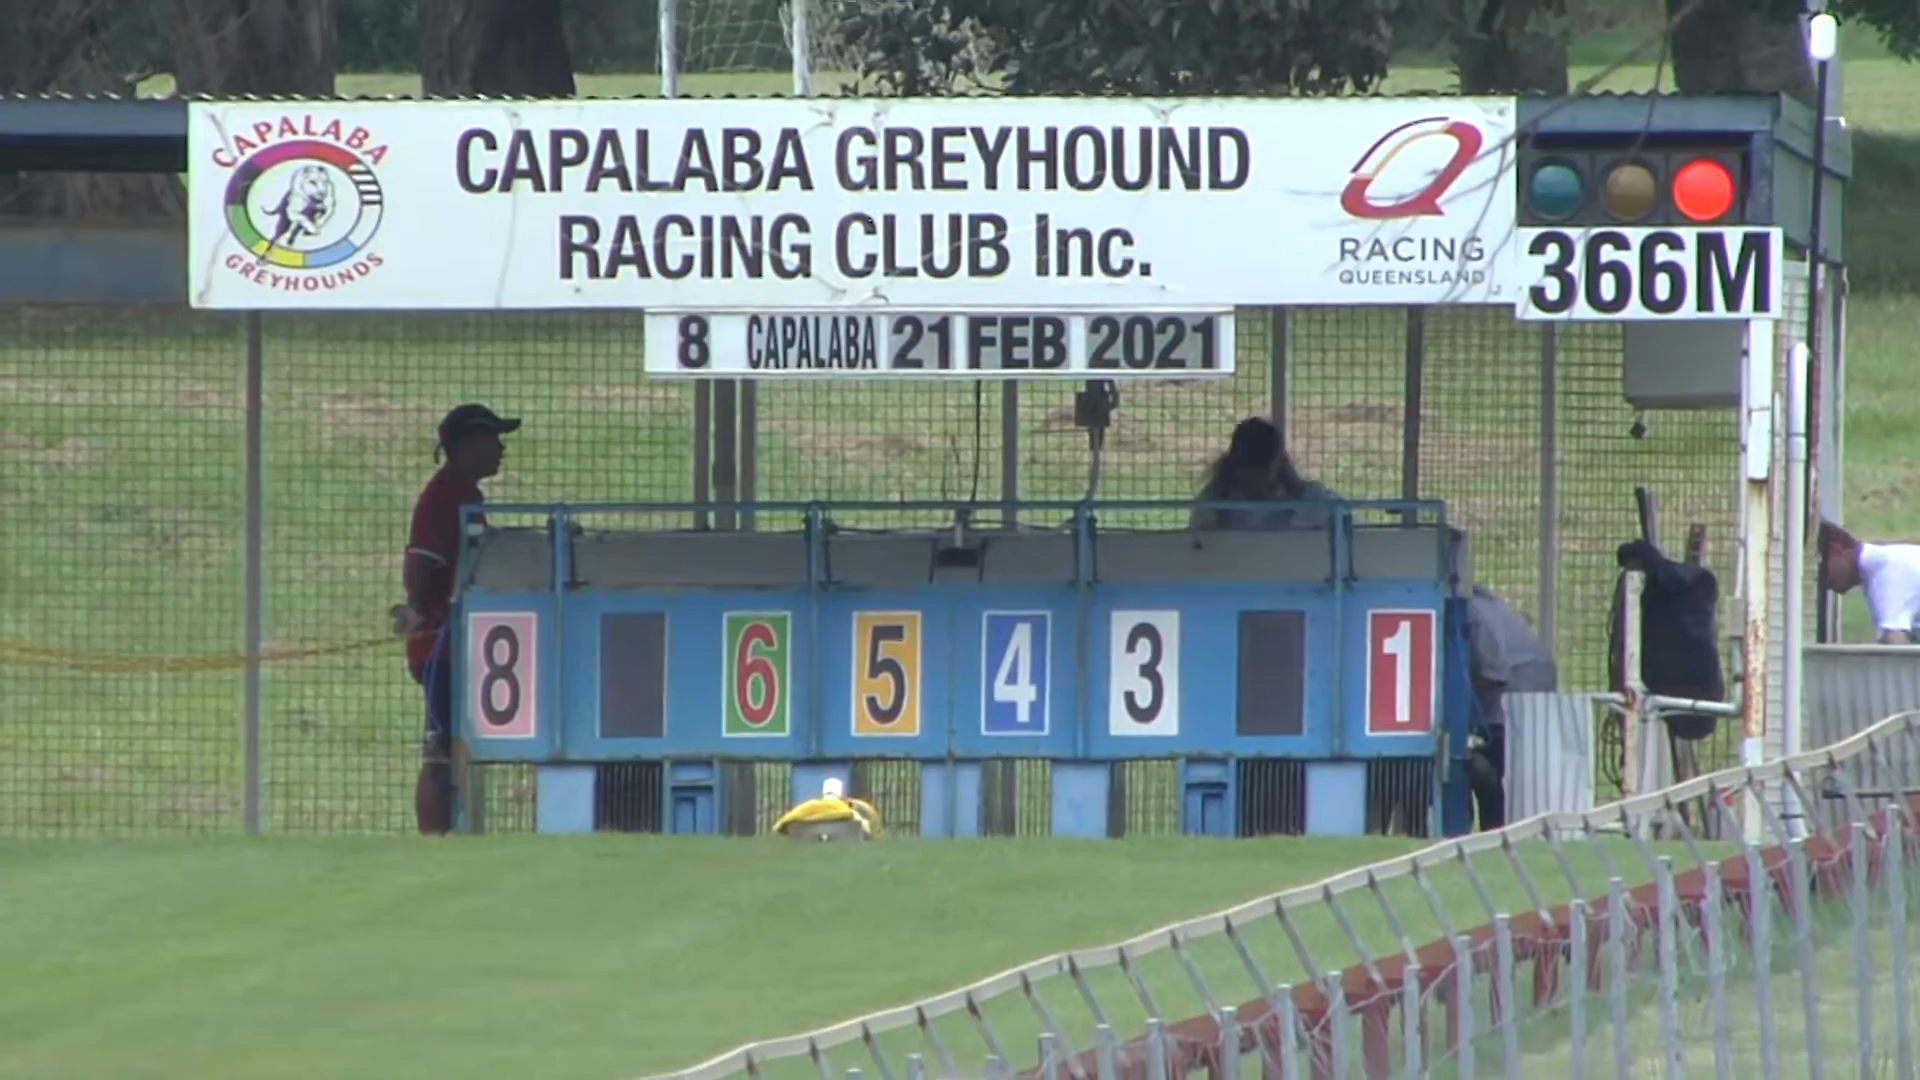 CAPALABA
GREYHOUNDS
CAPALABA GREYHOUND
RACING CLUB Inc.
RACING
QUEENSLAND
366M
8 CAPALABA 21 FEB 2021
8 6 5 4 3 1